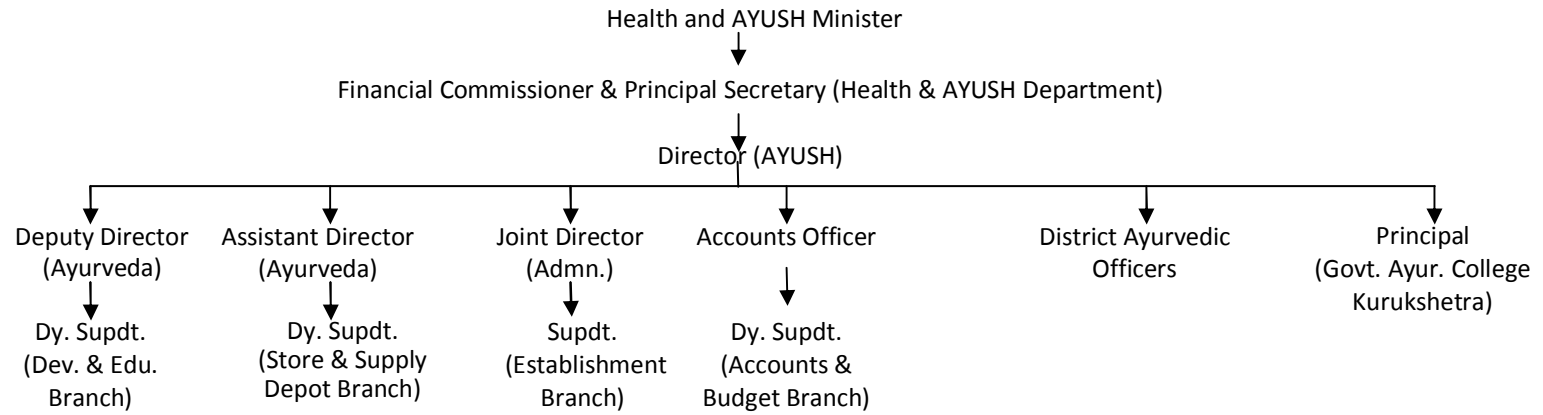 Health and AYUSH Minister
Financial Commissioner & Principal Secretary (Health & AYUSH Department)
Director (AYUSH)
Deputy Director
(Ayurveda)
Assistant Director
(Ayurveda)
Joint Director
(Admn.)
Accounts Officer
District Ayurvedic
Officers
Principal
(Govt. Ayur. College
Kurukshetra)
Dy. Supdt.
(Dev. & Edu.
Branch)
Dy. Supdt.
(Store & Supply
Depot Branch)
Supdt.
(Establishment
Branch)
Dy. Supdt.
(Accounts &
Budget Branch)